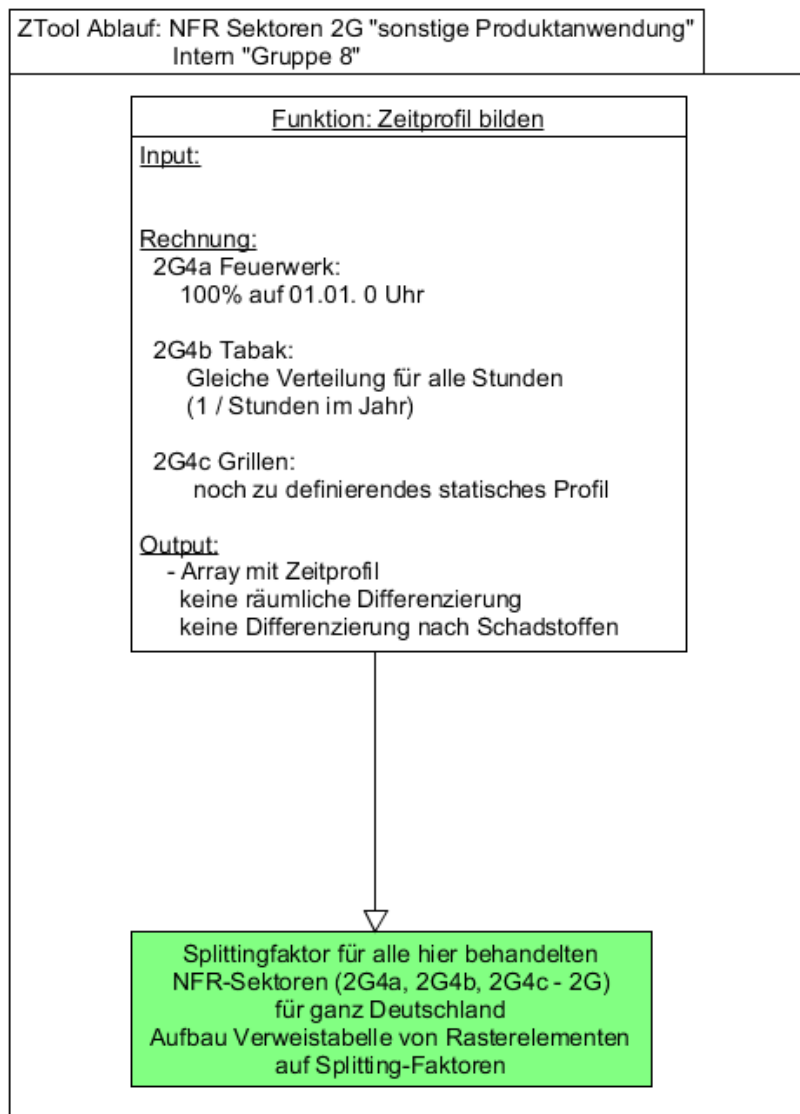 ZTool Ablauf: NFR Sektoren 2G "sonstige Produktanwendung"
Intern "Gruppe 8"
Funktion: Zeitprofil bilden
Input:
Rechnung:
2G4a Feuerwerk:
100% auf 01.01. 0 Uhr
2G4b Tabak:
Gleiche Verteilung für alle Stunden
(1 / Stunden im Jahr)
2G4c Grillen:
noch zu definierendes statisches Profil
Output:
- Array mit Zeitprofil
keine räumliche Differenzierung
keine Differenzierung nach Schadstoffen
Splittingfaktor für alle hier behandelten
NFR-Sektoren (2G4a, 2G4b, 2G4c - 2G)
für ganz Deutschland
Aufbau Verweistabelle von Rasterelementen
auf Splitting-Faktoren